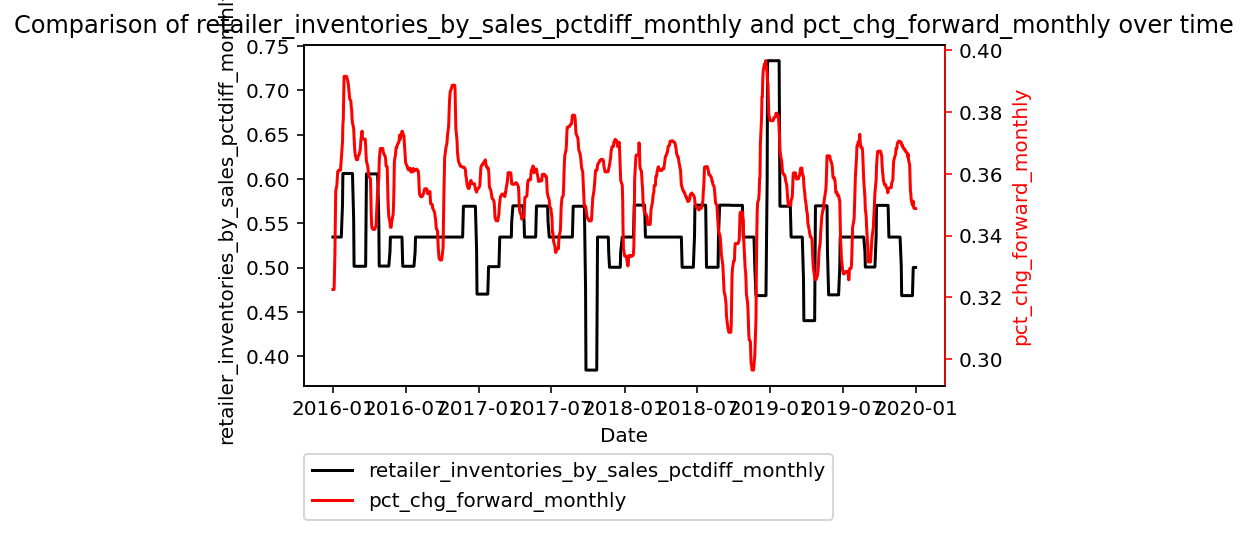 Comparison of retailer_inventories_by_sales_pctdiff_monthly and pct_chg_forward_monthly over time
retailer_inventories_by_sales_pctdiff_monthly
0.75
0.70
0.65
0.60
0.55
0.50
0.45
0.40
0.40
0.38
0.36
0.34
0.32
0.30
pct_chg_forward_monthly
2016-01 2016-07 2017-01 2017-07 2018-01 2018-07 2019-01 2019-07 2020-01
Date
retailer_inventories_by_sales_pctdiff_monthly
pct_chg_forward_monthly